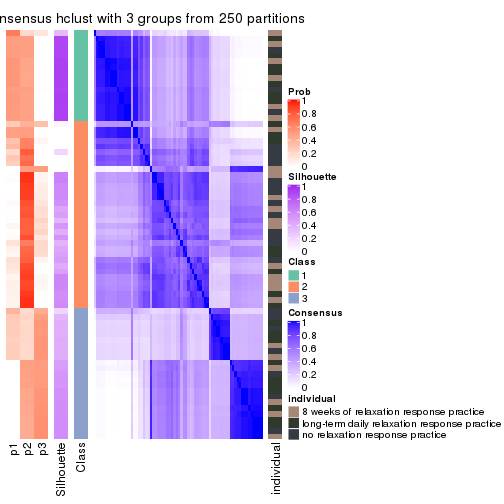 nsensus hclust with 3 groups from 250 partitions
Prob
1
0.8
0.6
0.4
0.2
0
Silhouette
1
0.8
0.6
0.4
0.2
0
Class
1
2
3
Consensus
1
0.8
0.6
0.4
0.2
0
individual
8 weeks of relaxation response practice
long-term daily relaxation response practice
no relaxation response practice
p1
p2
p3
Silhouette
Class
individual